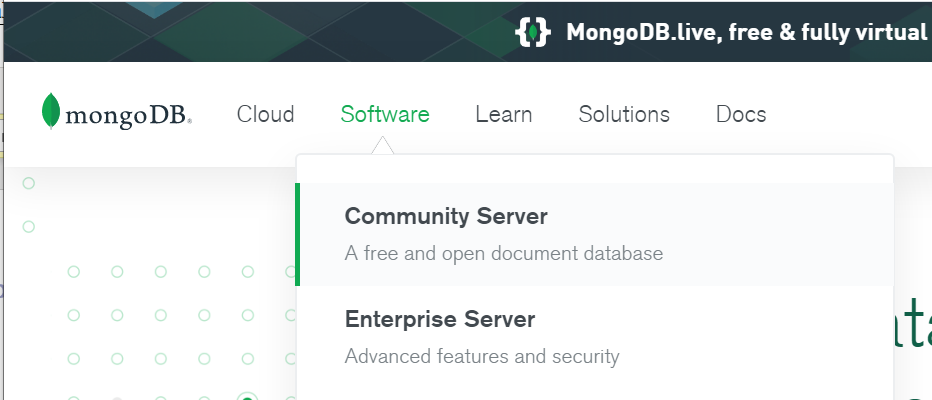 MongoDB.live, free & fully virtual
mongoDB
Cloud
Software
Learn
Solutions
Docs
Community Server
A free and open document database
Enterprise Server
Advanced features and security